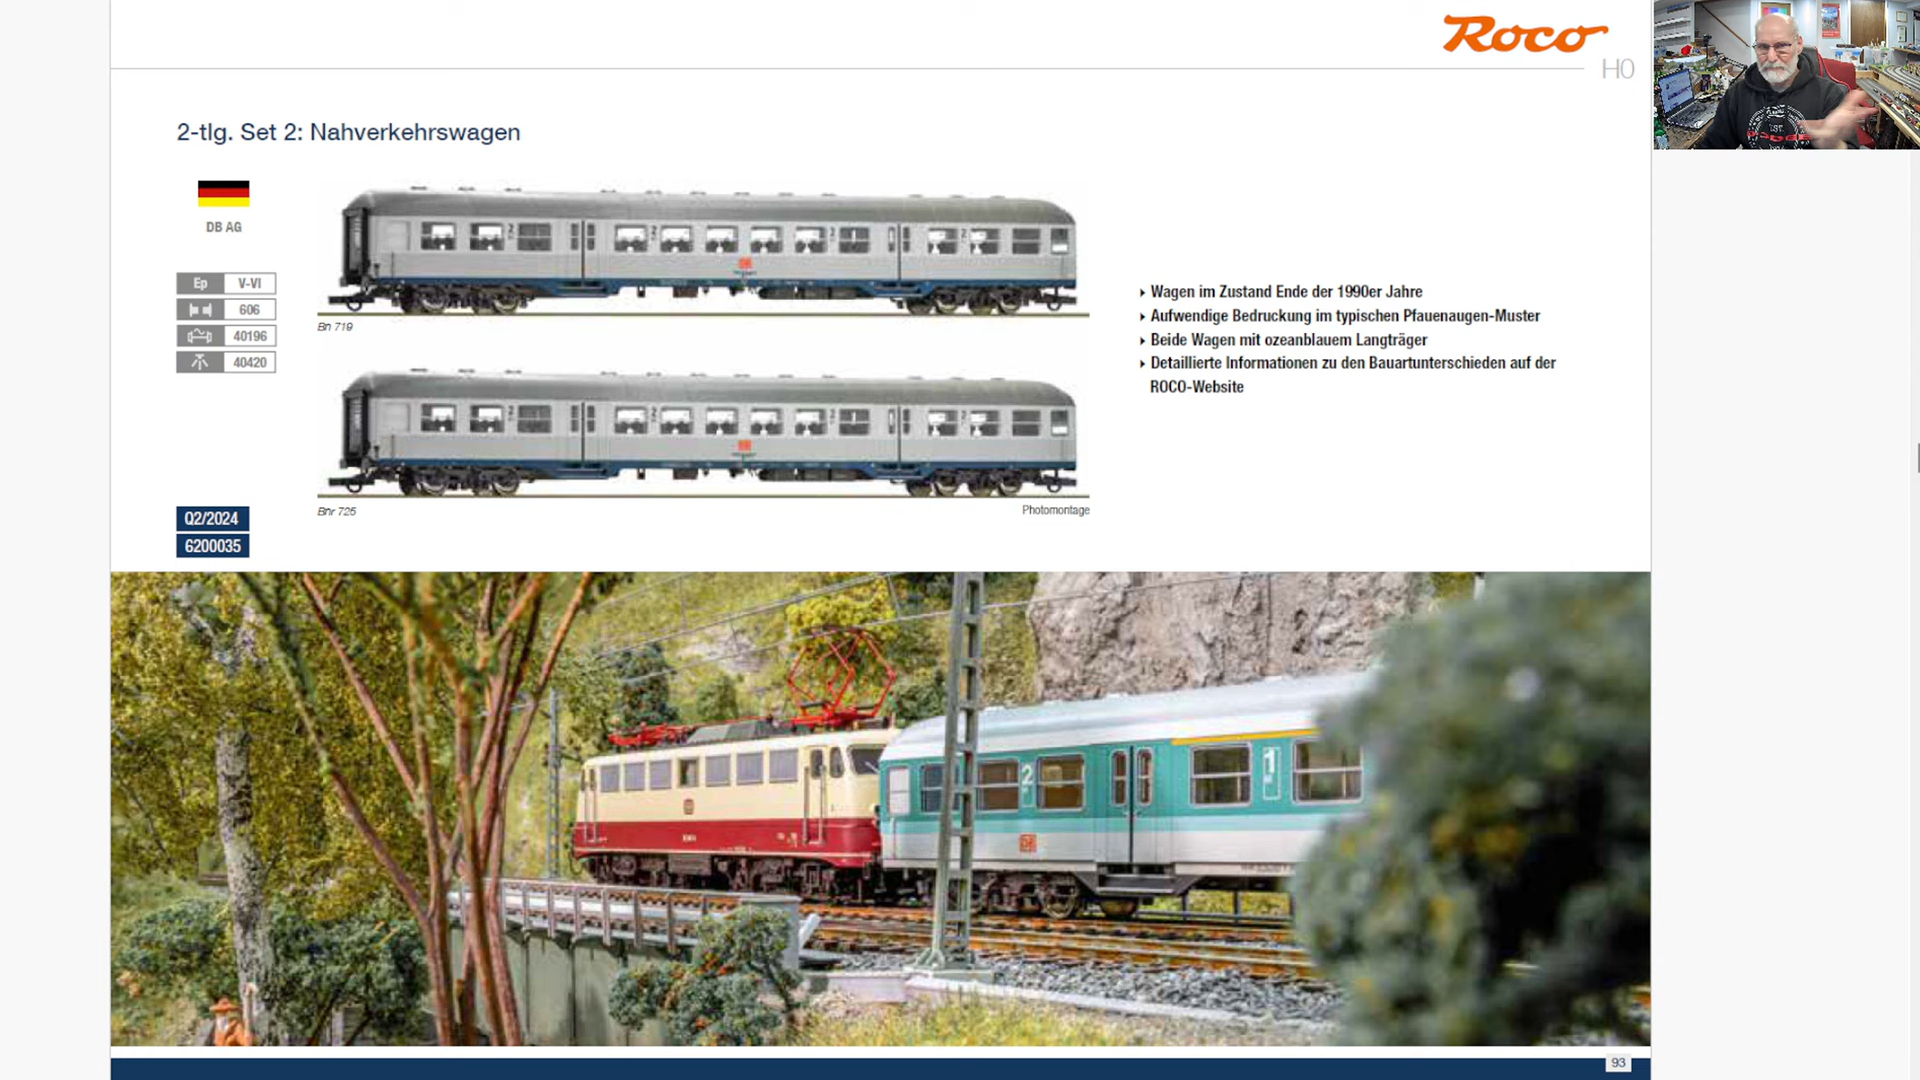 Roco
H0
2-tlg. Set 2: Nahverkehrswagen
DB AG
Ep V-VI
606
40196
40420
Bn 719
▸ Wagen im Zustand Ende der 1990er Jahre
▸ Aufwendige Bedruckung im typischen Pfauenaugen-Muster
▸ Beide Wagen mit ozeanblauem Langträger
▸ Detaillierte Informationen zu den Bauartunterschieden auf der
ROCO-Website
Bnr 725
Photomontage
Q2/2024
6200035
2
1
DB
93
EST.